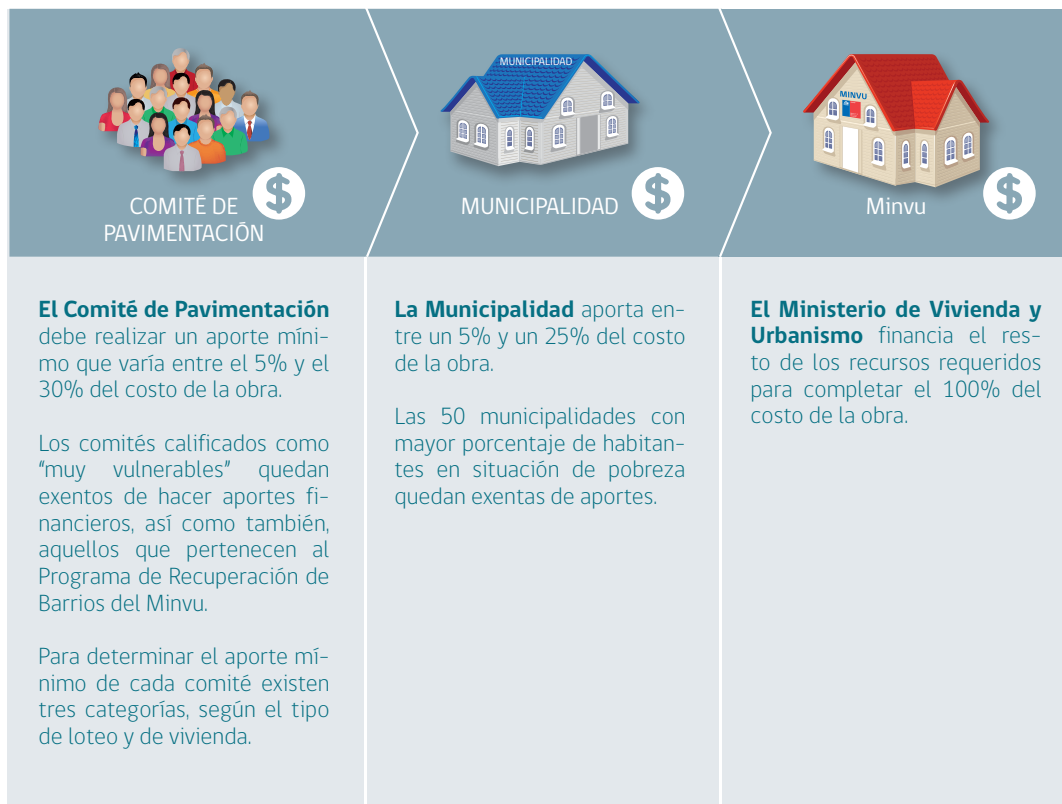 MUNICIPALIDAD
MINVU
$
$
$
COMITÉ DE
PAVIMENTACIÓN
MUNICIPALIDAD
Minvu
El Comité de Pavimentación
debe realizar un aporte míni-
mo que varía entre el 5% y el
30% del costo de la obra.
Los comités calificados como
"muy vulnerables" quedan
exentos de hacer aportes fi-
nancieros, así como también,
aquellos que pertenecen al
Programa de Recuperación de
Barrios del Minvu.
Para determinar el aporte mí-
nimo de cada comité existen
tres categorías, según el tipo
de loteo y de vivienda.
La Municipalidad aporta en-
tre un 5% y un 25% del costo
de la obra.
Las 50 municipalidades con
mayor porcentaje de habitan-
tes en situación de pobreza
quedan exentas de aportes.
El Ministerio de Vivienda y
Urbanismo financia el res-
to de los recursos requeridos
para completar el 100% del
costo de la obra.